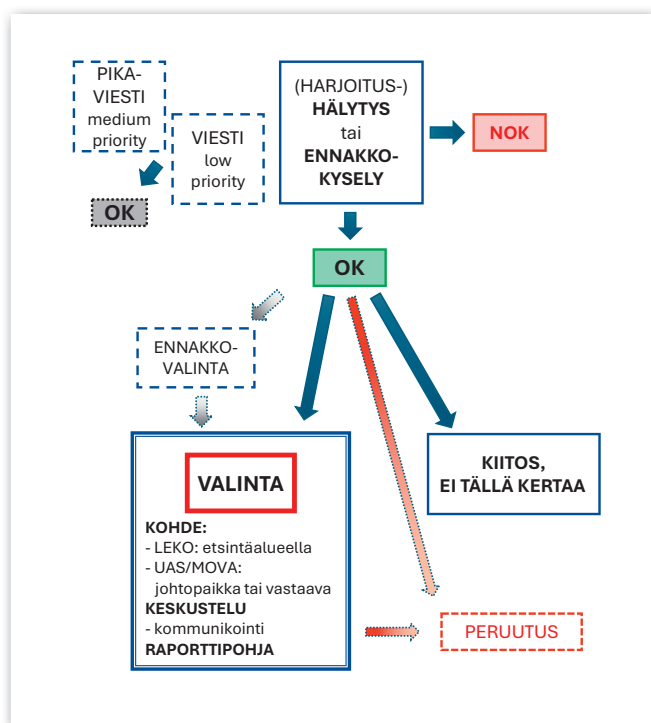 PIKA-
VIESTI
medium
priority
VIESTI
low
priority
OK
(HARJOITUS-)
HÄLYTYS
tai
ENNAKKO-
KYSELY
NOK
OK
ENNAKKO-
VALINTA
VALINTA
KOHDE:
- LEKO: etsintäalueella
- UAS/MOVA:
johtopaikka tai vastaava
KESKUSTELU
- kommunikointi
RAPORTTIPOHJA
KIITOS,
EI TÄLLÄ KERTAA
PERUUTUS